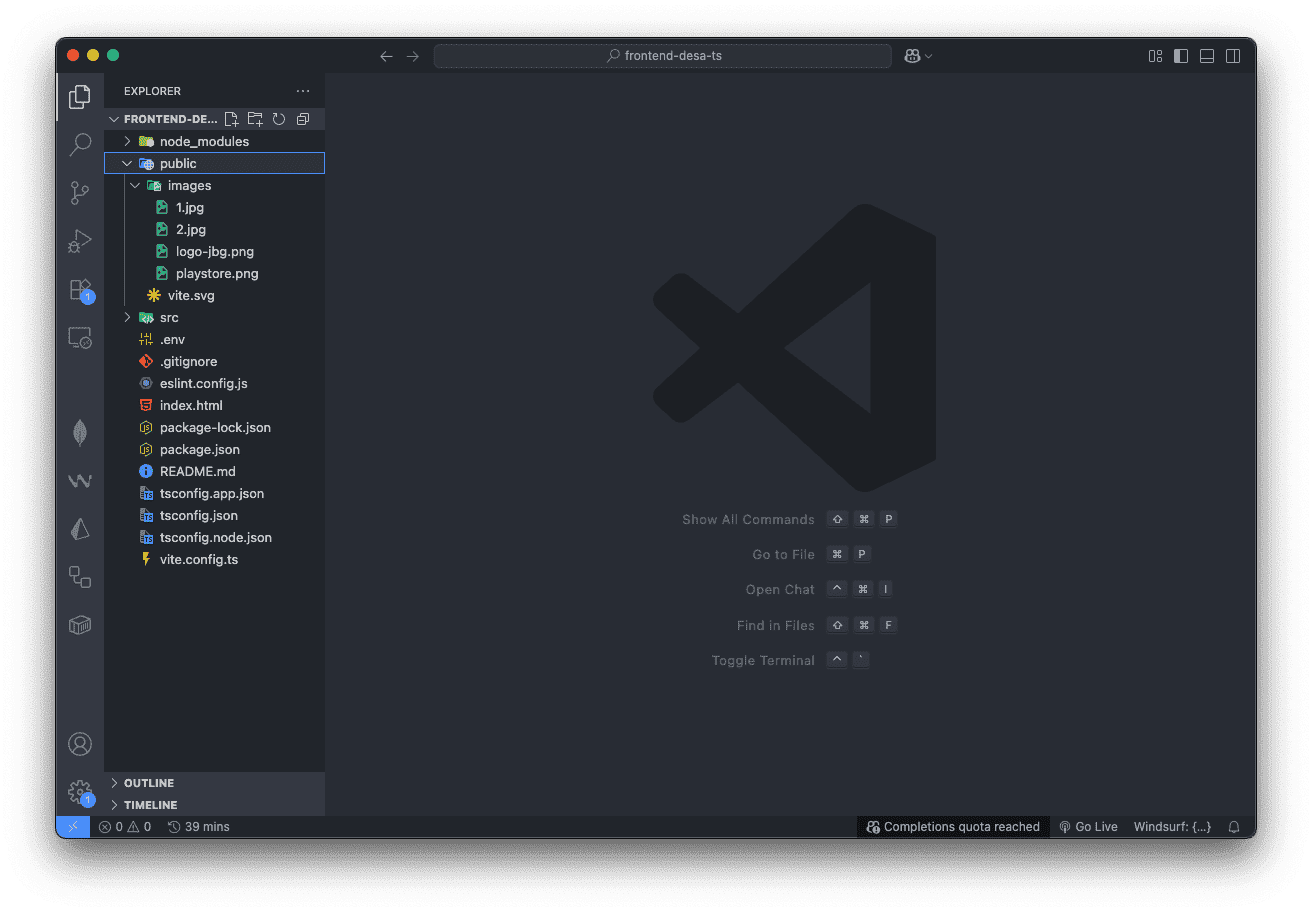 frontend-desa-ts
EXPLORER
FRONTEND-DE...
node_modules
public
images
1.jpg
2.jpg
logo-jbg.png
playstore.png
vite.svg
src
.env
.gitignore
eslint.config.js
index.html
package-lock.json
package.json
README.md
tsconfig.app.json
tsconfig.json
tsconfig.node.json
vite.config.ts
1
Show All Commands ⇧ ⌘ P
Go to File ⌘ P
Open Chat ^ ⌘ I
Find in Files ⇧ ⌘ F
Toggle Terminal ^ `
OUTLINE
1
TIMELINE
0 0 39 mins Completions quota reached Go Live Windsurf: {...}